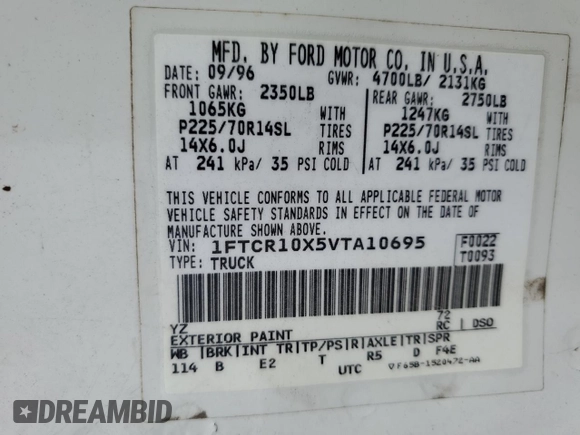 MFD. BY FORD MOTOR CO. IN U.S.A.
DATE: 09/96 GVWR: 4700LB/ 2131KG
FRONT GAWR: 2350LB REAR GAWR: 2750LB
1065KG WITH 1247KG WITH
P225/70R14SL TIRES P225/70R14SL TIRES
14X6.0J RIMS 14X6.0J RIMS
AT 241 kPa/ 35 PSI COLD AT 241 kPa/ 35 PSI COLD
THIS VEHICLE CONFORMS TO ALL APPLICABLE FEDERAL MOTOR
VEHICLE SAFETY STANDARDS IN EFFECT ON THE DATE OF
MANUFACTURE SHOWN ABOVE.
VIN: 1FTCR10X5VTA10695 F0022
TYPE: TRUCK T0093
YZ 72
EXTERIOR PAINT RC DSO
WB BRK INT TR TP/PS R AXLE TR SPR
114 B E2 T R5 D F4E
UTC VF65B-1520472-AA
DREAMBID